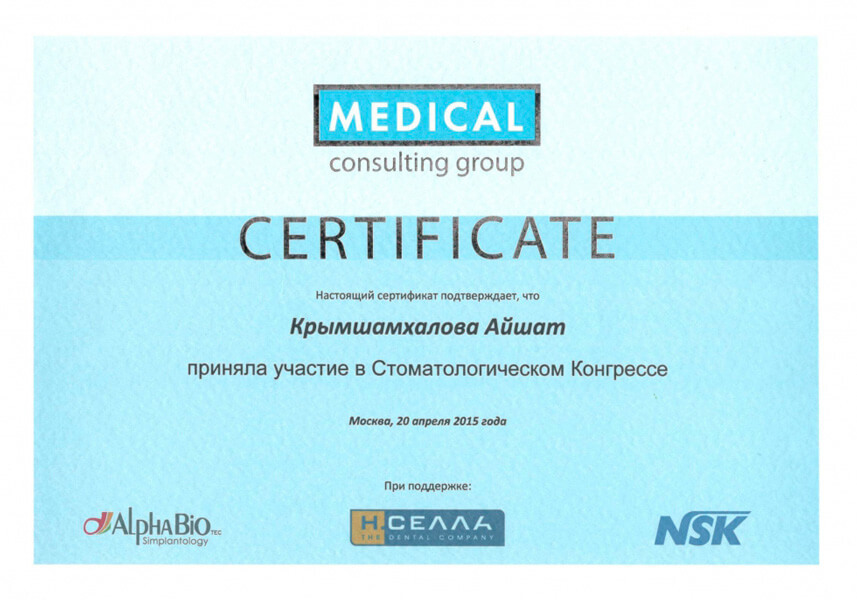 MEDICAL
consulting group
CERTIFICATE
Настоящий сертификат подтверждает, что
Крымшамхалова Айшат
приняла участие в Стоматологическом Конгрессе
Москва, 20 апреля 2015 года
При поддержке:
AlphaBio TEC
Simplantology
Н.СЕЛЛА
THE DENTAL COMPANY
NSK